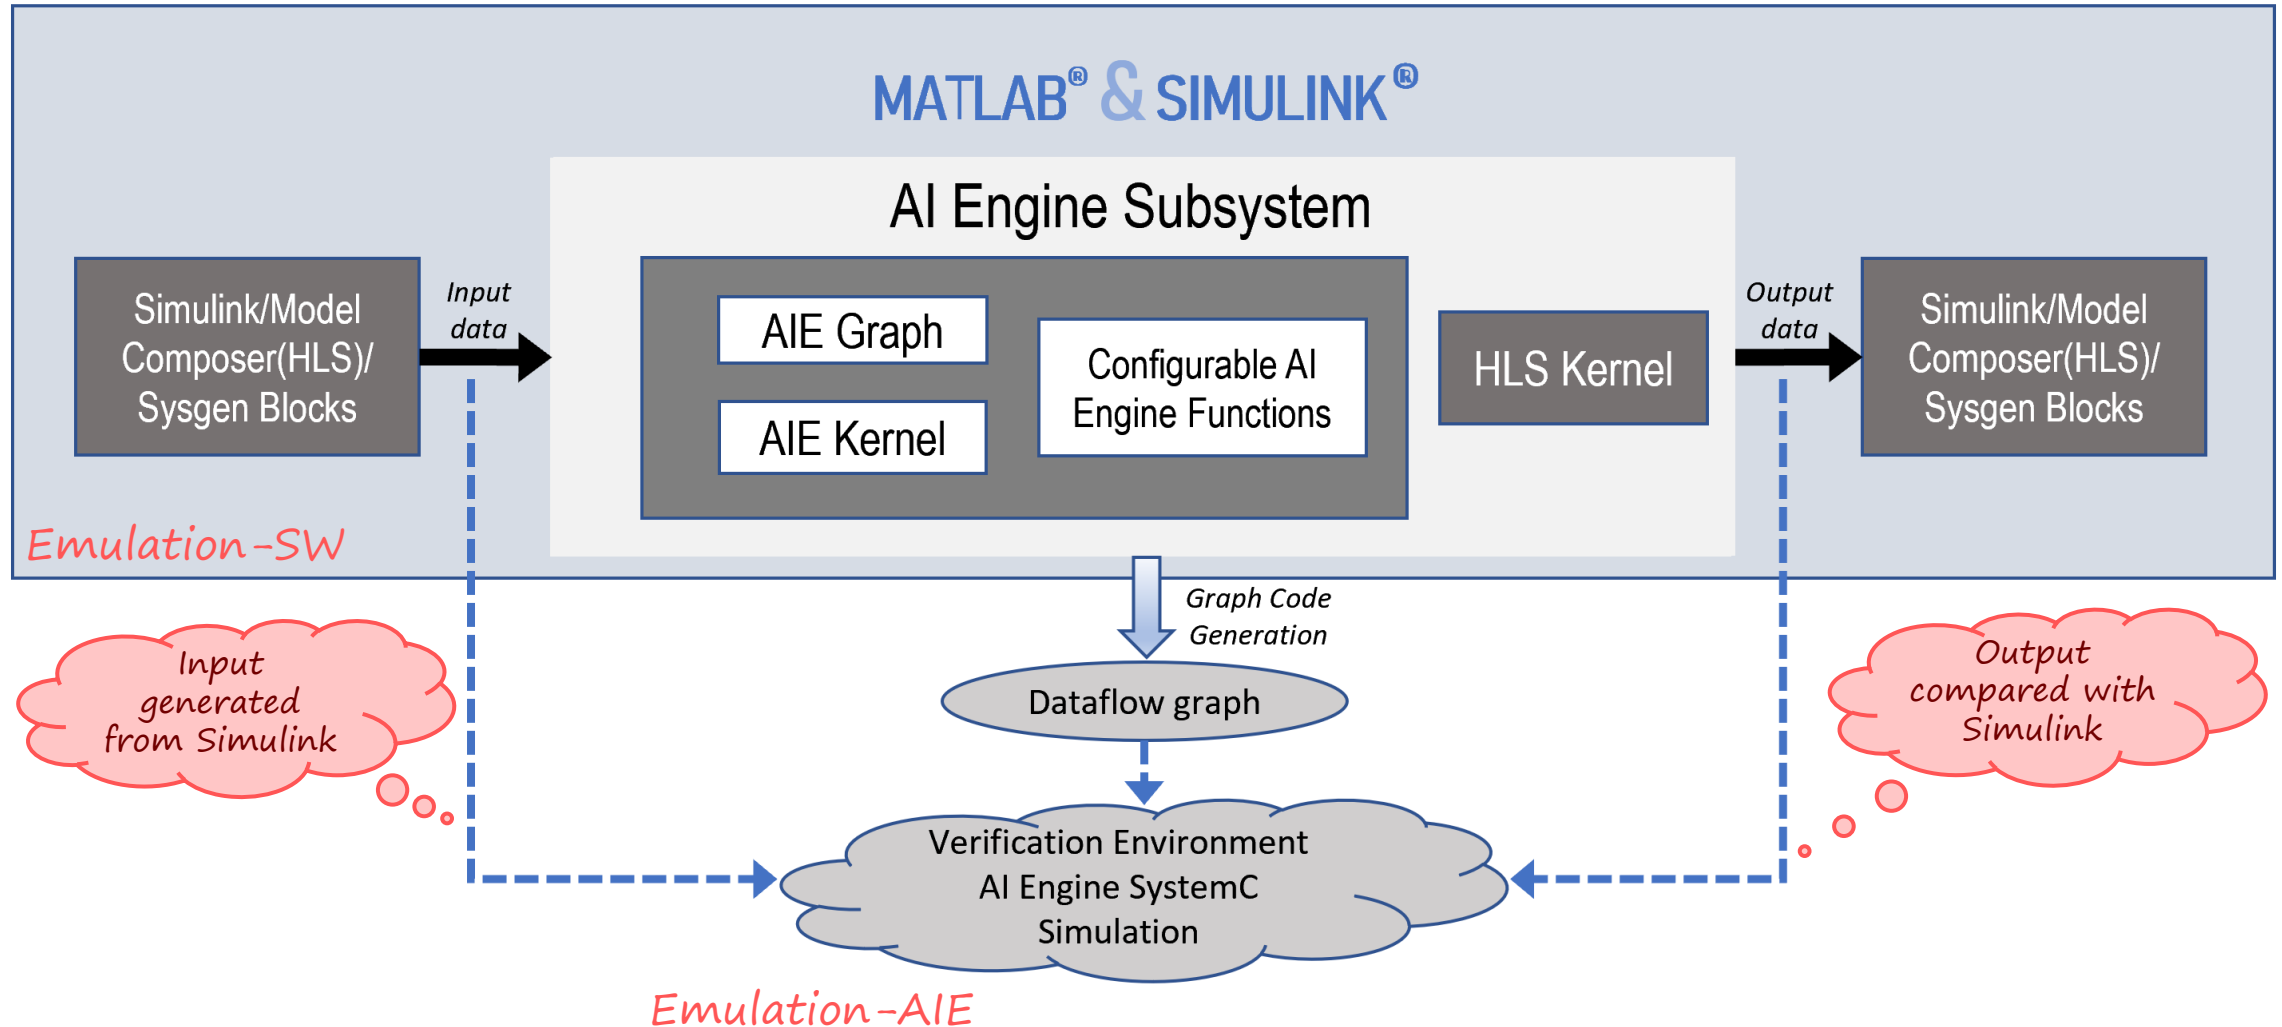 MATLAB® & SIMULINK®
AI Engine Subsystem
Simulink/Model
Composer(HLS)/
Sysgen Blocks
Input
data
AIE Graph
AIE Kernel
Configurable AI
Engine Functions
HLS Kernel
Output
data
Simulink/Model
Composer(HLS)/
Sysgen Blocks
Emulation-SW
Graph Code
Generation
Input
generated
from Simulink
Dataflow graph
Output
compared with
Simulink
Verification Environment
AI Engine SystemC
Simulation
Emulation-AIE